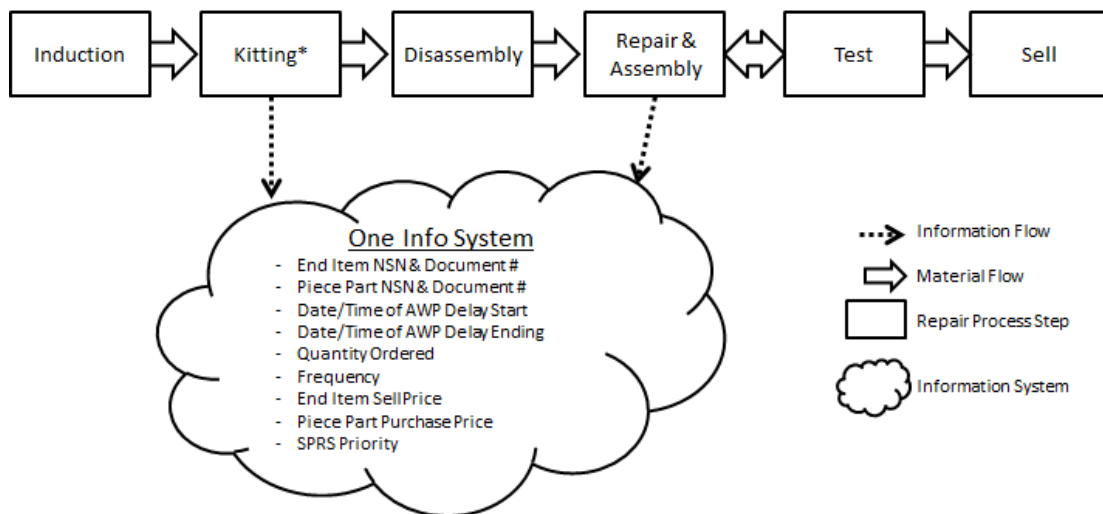 Induction
Kitting*
Disassembly
Repair &
Assembly
Test
Sell
One Info System
- End Item NSN & Document #
- Piece Part NSN & Document #
- Date/Time of AWP Delay Start
- Date/Time of AWP Delay Ending
- Quantity Ordered
- Frequency
- End Item Sell Price
- Piece Part Purchase Price
- SPRS Priority
Information Flow
Material Flow
Repair Process Step
Information System